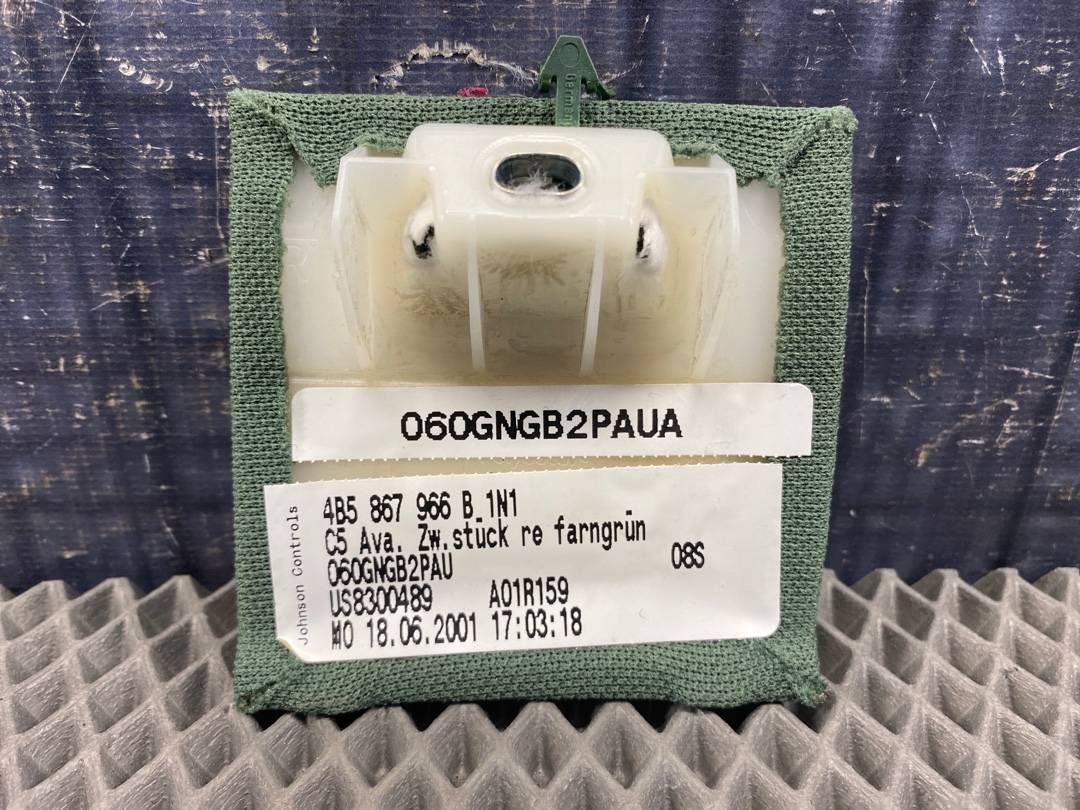 060GNGB2PAUA
Johnson Controls
4B5 867 966 B 1N1
C5 Ava. Zw.stück re farngrün
060GNGB2PAU 08S
US8300489 A01R159
MO 18.06.2001 17:03:18